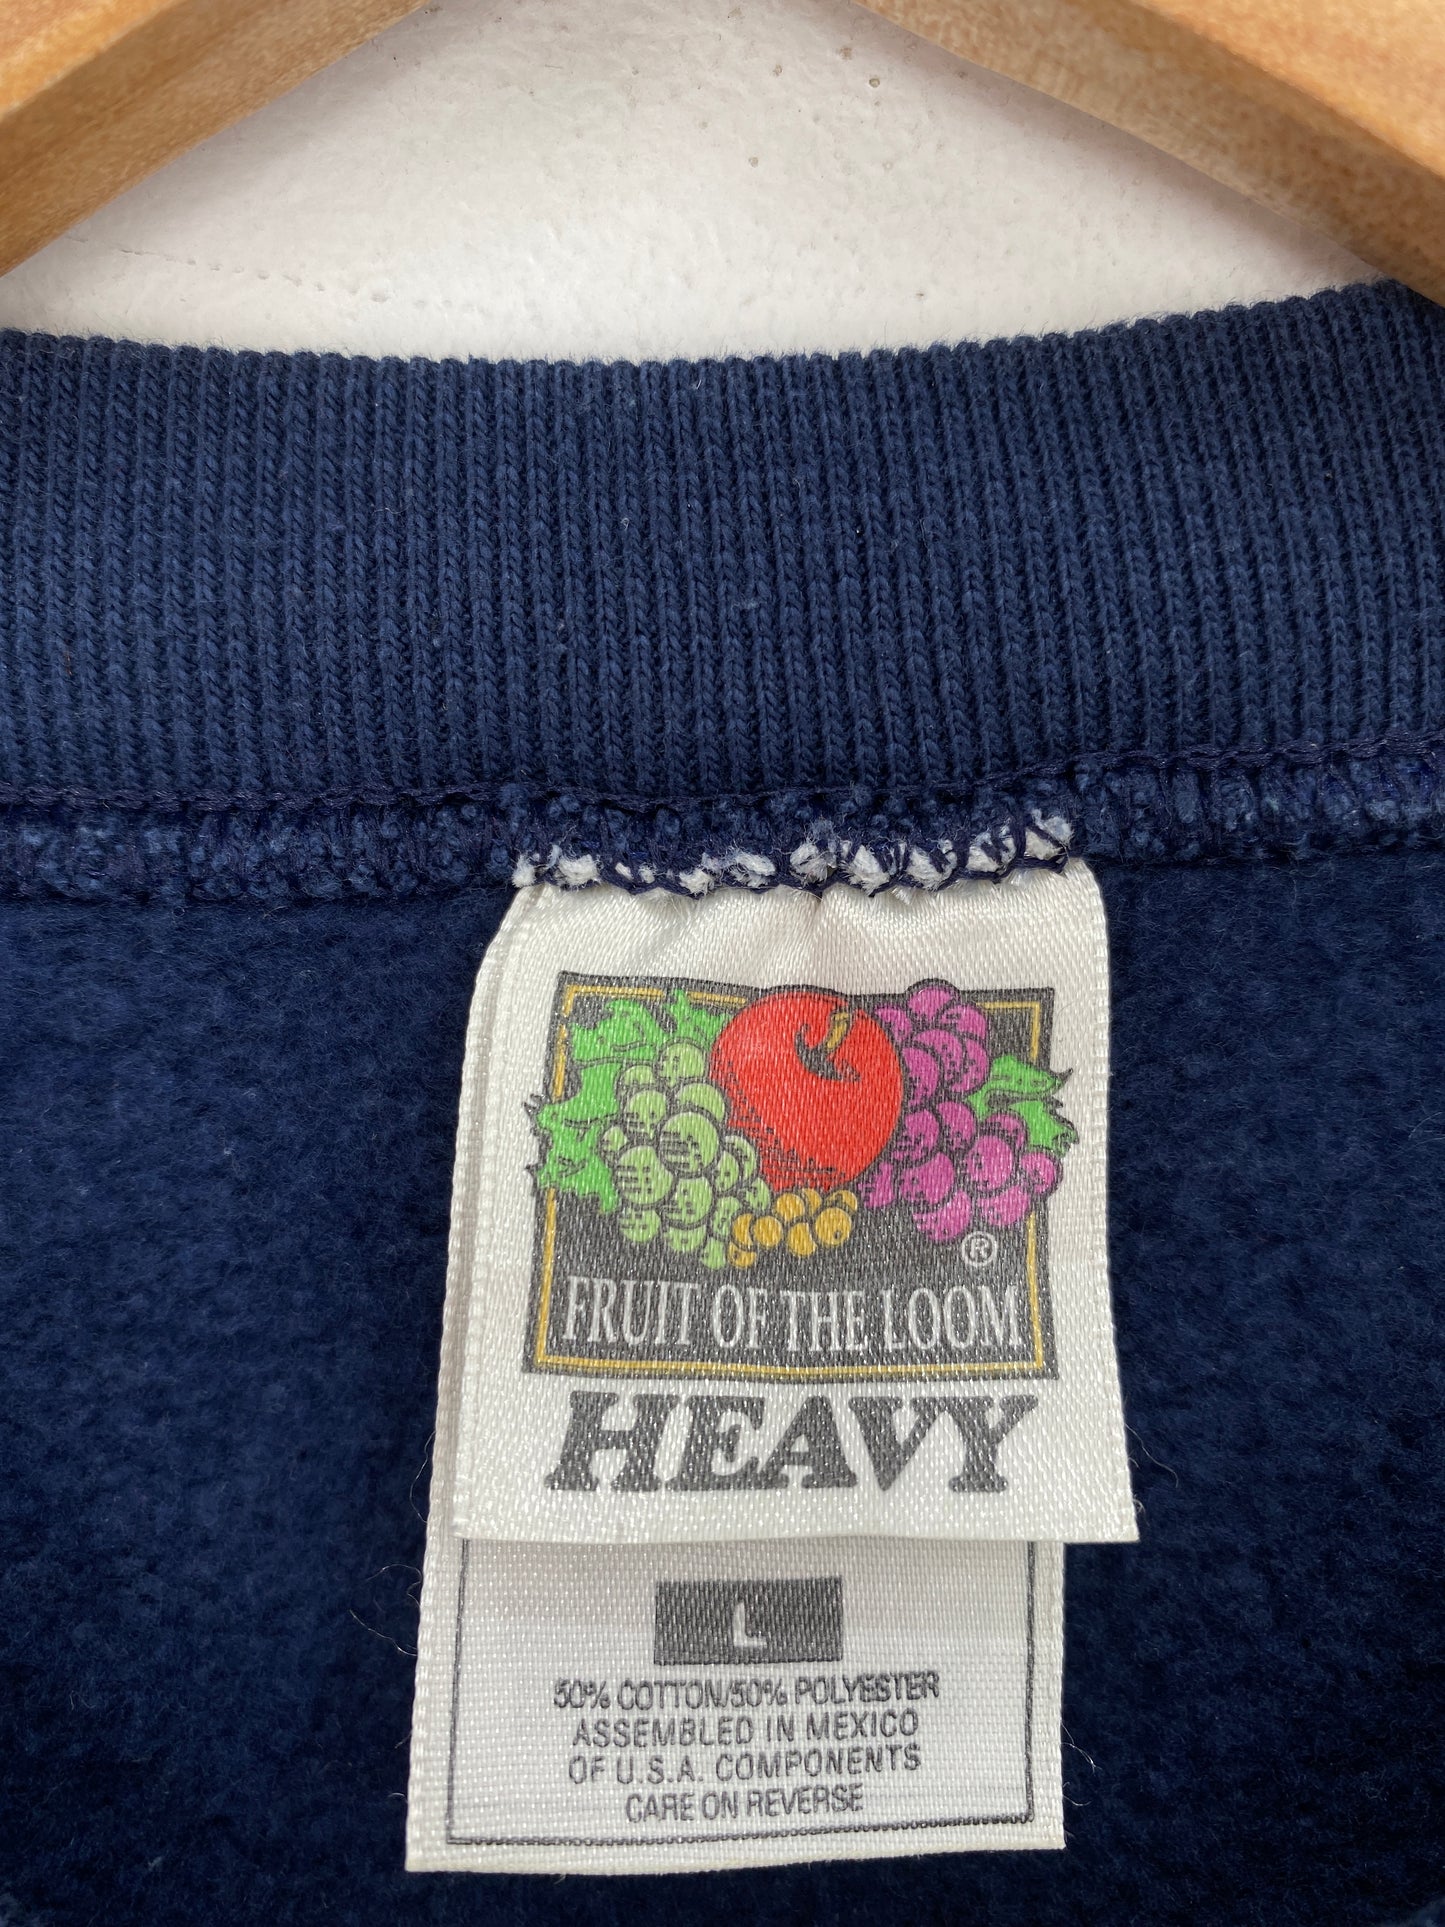 ®
FRUIT OF THE LOOM
HEAVY
L
50% COTTON/50% POLYESTER
ASSEMBLED IN MEXICO
OF U.S.A. COMPONENTS
CARE ON REVERSE